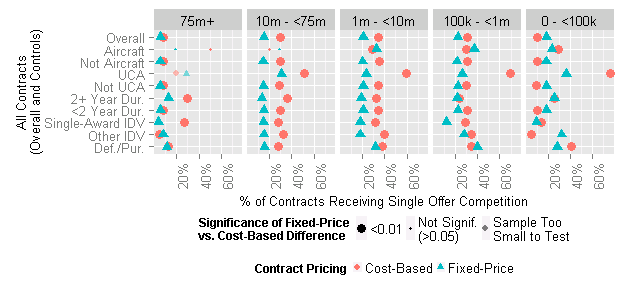 75m+ 10m - <75m 1m - <10m 100k - <1m 0 - <100k
All Contracts
(Overall and Controls)
Overall
Aircraft
Not Aircraft
UCA
Not UCA
2+ Year Dur.
<2 Year Dur.
Single-Award IDV
Other IDV
Def./Pur.
20% 40% 60% 20% 40% 60% 20% 40% 60% 20% 40% 60% 20% 40% 60%
% of Contracts Receiving Single Offer Competition
Significance of Fixed-Price
vs. Cost-Based Difference
<0.01
Not Signif.
(>0.05)
Sample Too
Small to Test
Contract Pricing Cost-Based Fixed-Price